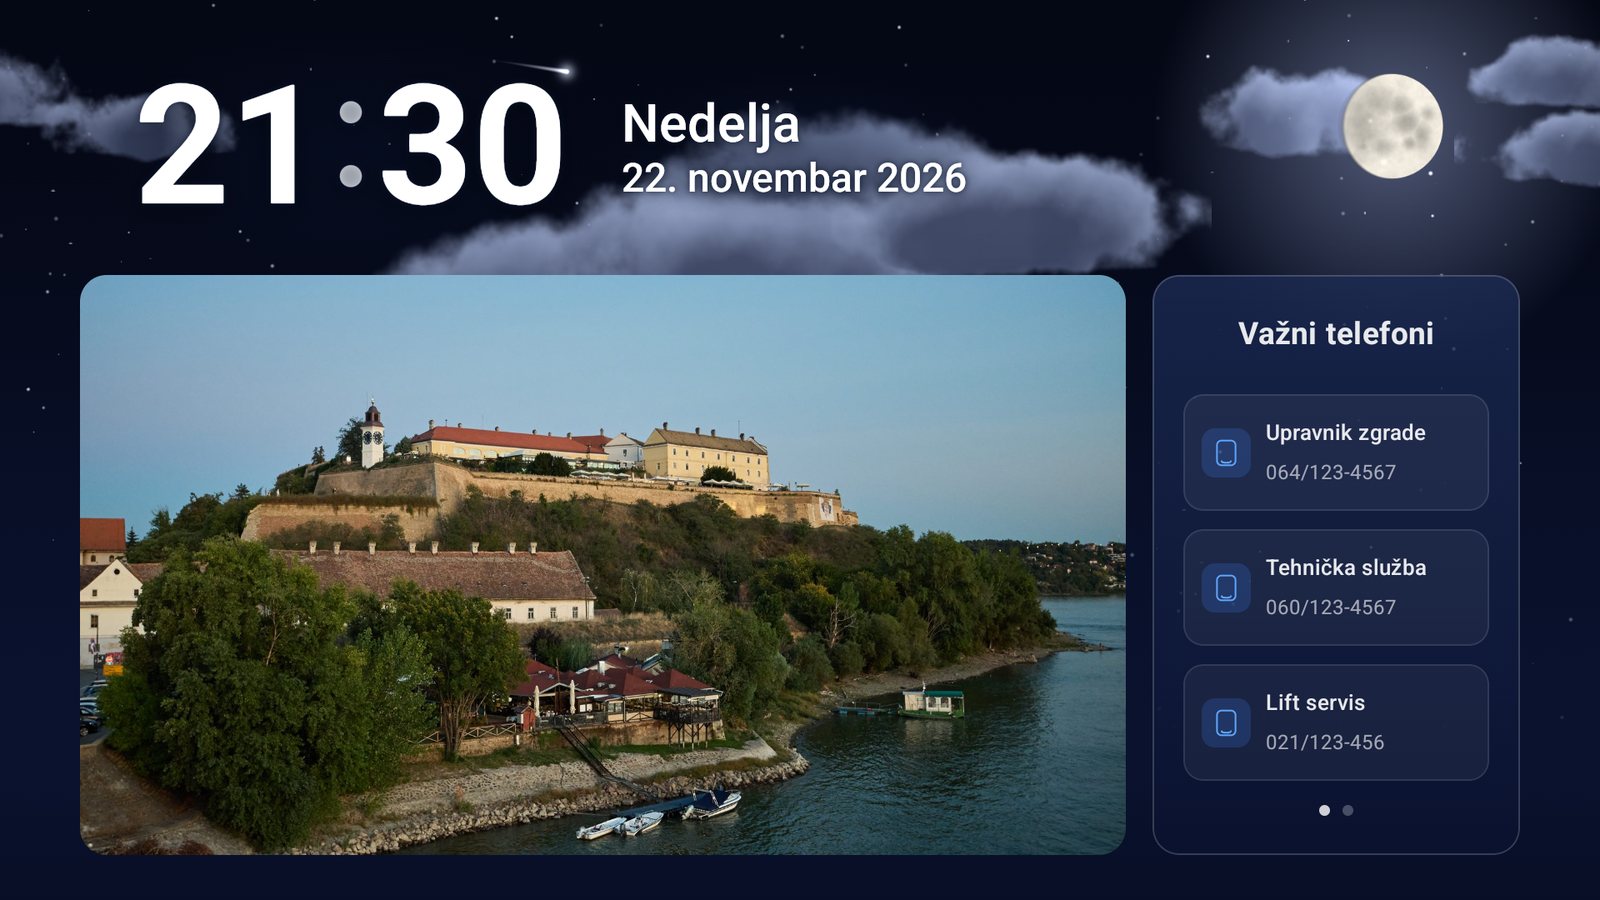 21:30
Nedelja
22. novembar 2026
Važni telefoni
Upravnik zgrade
064/123-4567
Tehnička služba
060/123-4567
Lift servis
021/123-456